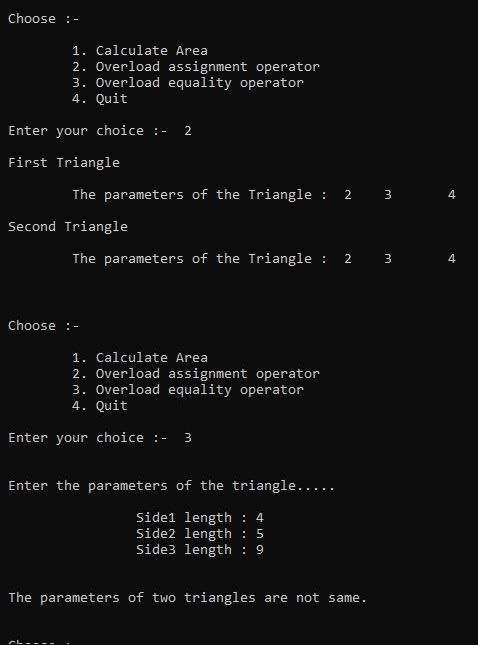 Choose :-
1. Calculate Area
2. Overload assignment operator
3. Overload equality operator
4. Quit
Enter your choice :- 2
First Triangle
The parameters of the Triangle : 2 3 4
Second Triangle
The parameters of the Triangle : 2 3 4
Choose :-
1. Calculate Area
2. Overload assignment operator
3. Overload equality operator
4. Quit
Enter your choice :- 3
Enter the parameters of the triangle.....
Side1 length : 4
Side2 length : 5
Side3 length : 9
The parameters of two triangles are not same.